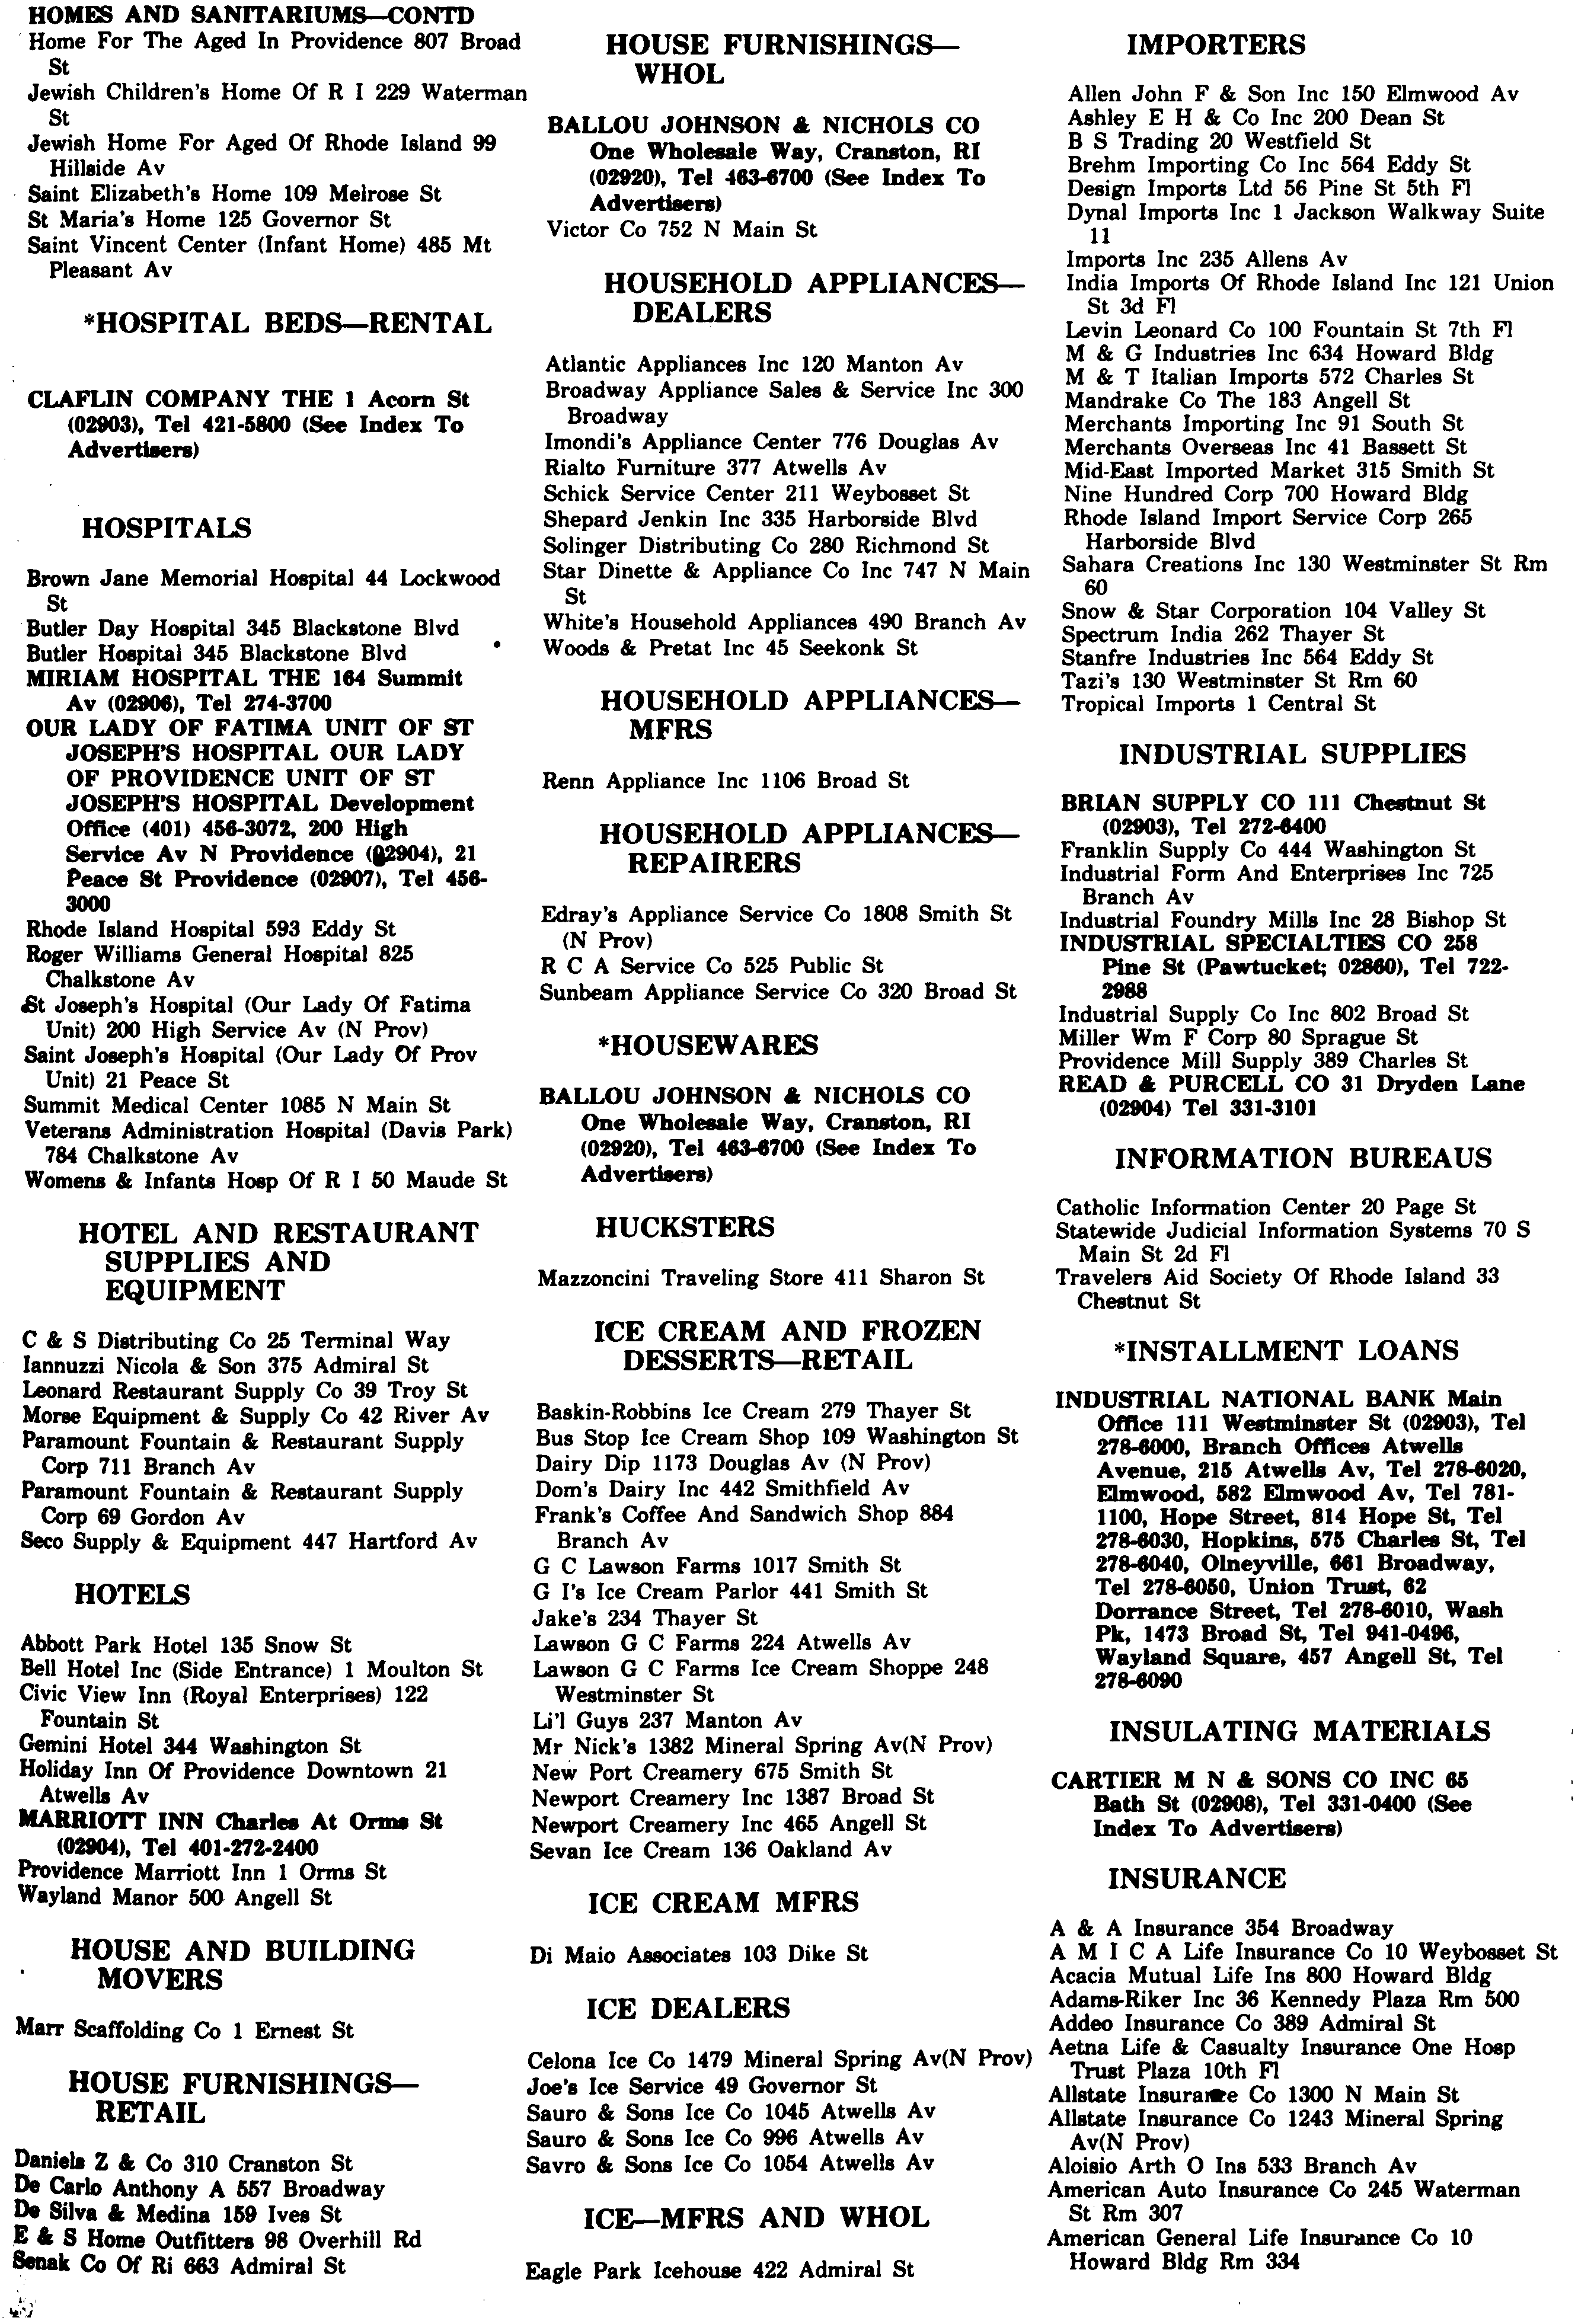 HOMES AND SANITARIUMS—CONTD
Home For The Aged In Providence 807 Broad
St
Jewish Children's Home Of R I 229 Waterman
St
Jewish Home For Aged Of Rhode Island 99
Hillside Av
Saint Elizabeth's Home 109 Melrose St
St Maria's Home 125 Governor St
Saint Vincent Center (Infant Home) 485 Mt
Pleasant Av
*HOSPITAL BEDS—RENTAL
CLAFLIN COMPANY THE 1 Acorn St
(02903), Tel 421-5800 (See Index To
Advertisers)
HOSPITALS
Brown Jane Memorial Hospital 44 Lockwood
St
Butler Day Hospital 345 Blackstone Blvd
Butler Hospital 345 Blackstone Blvd
MIRIAM HOSPITAL THE 164 Summit
Av (02906), Tel 274-3700
OUR LADY OF FATIMA UNIT OF ST
JOSEPH'S HOSPITAL OUR LADY
OF PROVIDENCE UNIT OF ST
JOSEPH'S HOSPITAL Development
Office (401) 456-3072, 200 High
Service Av N Providence (02904), 21
Peace St Providence (02907), Tel 456-
3000
Rhode Island Hospital 593 Eddy St
Roger Williams General Hospital 825
Chalkstone Av
St Joseph's Hospital (Our Lady Of Fatima
Unit) 200 High Service Av (N Prov)
Saint Joseph's Hospital (Our Lady Of Prov
Unit) 21 Peace St
Summit Medical Center 1085 N Main St
Veterans Administration Hospital (Davis Park)
784 Chalkstone Av
Womens & Infants Hosp Of R I 50 Maude St
HOTEL AND RESTAURANT
SUPPLIES AND
EQUIPMENT
C & S Distributing Co 25 Terminal Way
Iannuzzi Nicola & Son 375 Admiral St
Leonard Restaurant Supply Co 39 Troy St
Morse Equipment & Supply Co 42 River Av
Paramount Fountain & Restaurant Supply
Corp 711 Branch Av
Paramount Fountain & Restaurant Supply
Corp 69 Gordon Av
Seco Supply & Equipment 447 Hartford Av
HOTELS
Abbott Park Hotel 135 Snow St
Bell Hotel Inc (Side Entrance) 1 Moulton St
Civic View Inn (Royal Enterprises) 122
Fountain St
Gemini Hotel 344 Washington St
Holiday Inn Of Providence Downtown 21
Atwells Av
MARRIOTT INN Charles At Orms St
(02904), Tel 401-272-2400
Providence Marriott Inn 1 Orms St
Wayland Manor 500 Angell St
HOUSE AND BUILDING
MOVERS
Marr Scaffolding Co 1 Ernest St
HOUSE FURNISHINGS—
RETAIL
Daniels Z & Co 310 Cranston St
De Carlo Anthony A 557 Broadway
De Silva & Medina 159 Ives St
E & S Home Outfitters 98 Overhill Rd
Senak Co Of Ri 663 Admiral St
HOUSE FURNISHINGS—
WHOL
BALLOU JOHNSON & NICHOLS CO
One Wholesale Way, Cranston, RI
(02920), Tel 463-6700 (See Index To
Advertisers)
Victor Co 752 N Main St
HOUSEHOLD APPLIANCES—
DEALERS
Atlantic Appliances Inc 120 Manton Av
Broadway Appliance Sales & Service Inc 300
Broadway
Imondi's Appliance Center 776 Douglas Av
Rialto Furniture 377 Atwells Av
Schick Service Center 211 Weybosset St
Shepard Jenkin Inc 335 Harborside Blvd
Solinger Distributing Co 280 Richmond St
Star Dinette & Appliance Co Inc 747 N Main
St
White's Household Appliances 490 Branch Av
Woods & Pretat Inc 45 Seekonk St
HOUSEHOLD APPLIANCES—
MFRS
Renn Appliance Inc 1106 Broad St
HOUSEHOLD APPLIANCES—
REPAIRERS
Edray's Appliance Service Co 1808 Smith St
(N Prov)
R C A Service Co 525 Public St
Sunbeam Appliance Service Co 320 Broad St
*HOUSEWARES
BALLOU JOHNSON & NICHOLS CO
One Wholesale Way, Cranston, RI
(02920), Tel 463-6700 (See Index To
Advertisers)
HUCKSTERS
Mazzoncini Traveling Store 411 Sharon St
ICE CREAM AND FROZEN
DESSERTS—RETAIL
Baskin-Robbins Ice Cream 279 Thayer St
Bus Stop Ice Cream Shop 109 Washington St
Dairy Dip 1173 Douglas Av (N Prov)
Dom's Dairy Inc 442 Smithfield Av
Frank's Coffee And Sandwich Shop 884
Branch Av
G C Lawson Farms 1017 Smith St
G I's Ice Cream Parlor 441 Smith St
Jake's 234 Thayer St
Lawson G C Farms 224 Atwells Av
Lawson G C Farms Ice Cream Shoppe 248
Westminster St
Li'l Guys 237 Manton Av
Mr Nick's 1382 Mineral Spring Av(N Prov)
New Port Creamery 675 Smith St
Newport Creamery Inc 1387 Broad St
Newport Creamery Inc 465 Angell St
Sevan Ice Cream 136 Oakland Av
ICE CREAM MFRS
Di Maio Associates 103 Dike St
ICE DEALERS
Celona Ice Co 1479 Mineral Spring Av(N Prov)
Joe's Ice Service 49 Governor St
Sauro & Sons Ice Co 1045 Atwells Av
Sauro & Sons Ice Co 996 Atwells Av
Savro & Sons Ice Co 1054 Atwells Av
ICE—MFRS AND WHOL
Eagle Park Icehouse 422 Admiral St
IMPORTERS
Allen John F & Son Inc 150 Elmwood Av
Ashley E H & Co Inc 200 Dean St
B S Trading 20 Westfield St
Brehm Importing Co Inc 564 Eddy St
Design Imports Ltd 56 Pine St 5th Fl
Dynal Imports Inc 1 Jackson Walkway Suite
11
Imports Inc 235 Allens Av
India Imports Of Rhode Island Inc 121 Union
St 3d Fl
Levin Leonard Co 100 Fountain St 7th Fl
M & G Industries Inc 634 Howard Bldg
M & T Italian Imports 572 Charles St
Mandrake Co The 183 Angell St
Merchants Importing Inc 91 South St
Merchants Overseas Inc 41 Bassett St
Mid-East Imported Market 315 Smith St
Nine Hundred Corp 700 Howard Bldg
Rhode Island Import Service Corp 265
Harborside Blvd
Sahara Creations Inc 130 Westminster St Rm
60
Snow & Star Corporation 104 Valley St
Spectrum India 262 Thayer St
Stanfre Industries Inc 564 Eddy St
Tazi's 130 Westminster St Rm 60
Tropical Imports 1 Central St
INDUSTRIAL SUPPLIES
BRIAN SUPPLY CO 111 Chestnut St
(02903), Tel 272-6400
Franklin Supply Co 444 Washington St
Industrial Form And Enterprises Inc 725
Branch Av
Industrial Foundry Mills Inc 28 Bishop St
INDUSTRIAL SPECIALTIES CO 258
Pine St (Pawtucket; 02860), Tel 722-
2988
Industrial Supply Co Inc 802 Broad St
Miller Wm F Corp 80 Sprague St
Providence Mill Supply 389 Charles St
READ & PURCELL CO 31 Dryden Lane
(02904) Tel 331-3101
INFORMATION BUREAUS
Catholic Information Center 20 Page St
Statewide Judicial Information Systems 70 S
Main St 2d Fl
Travelers Aid Society Of Rhode Island 33
Chestnut St
*INSTALLMENT LOANS
INDUSTRIAL NATIONAL BANK Main
Office 111 Westminster St (02903), Tel
278-6000, Branch Offices Atwells
Avenue, 215 Atwells Av, Tel 278-6020,
Elmwood, 582 Elmwood Av, Tel 781-
1100, Hope Street, 814 Hope St, Tel
278-6030, Hopkins, 575 Charles St, Tel
278-6040, Olneyville, 661 Broadway,
Tel 278-6050, Union Trust, 62
Dorrance Street, Tel 278-6010, Wash
Pk, 1473 Broad St, Tel 941-0496,
Wayland Square, 457 Angell St, Tel
278-6090
INSULATING MATERIALS
CARTIER M N & SONS CO INC 65
Bath St (02908), Tel 331-0400 (See
Index To Advertisers)
INSURANCE
A & A Insurance 354 Broadway
A M I C A Life Insurance Co 10 Weybosset St
Acacia Mutual Life Ins 800 Howard Bldg
Adams-Riker Inc 36 Kennedy Plaza Rm 500
Addeo Insurance Co 389 Admiral St
Aetna Life & Casualty Insurance One Hosp
Trust Plaza 10th Fl
Allstate Insurance Co 1300 N Main St
Allstate Insurance Co 1243 Mineral Spring
Av(N Prov)
Aloisio Arth O Ins 533 Branch Av
American Auto Insurance Co 245 Waterman
St Rm 307
American General Life Insurance Co 10
Howard Bldg Rm 334